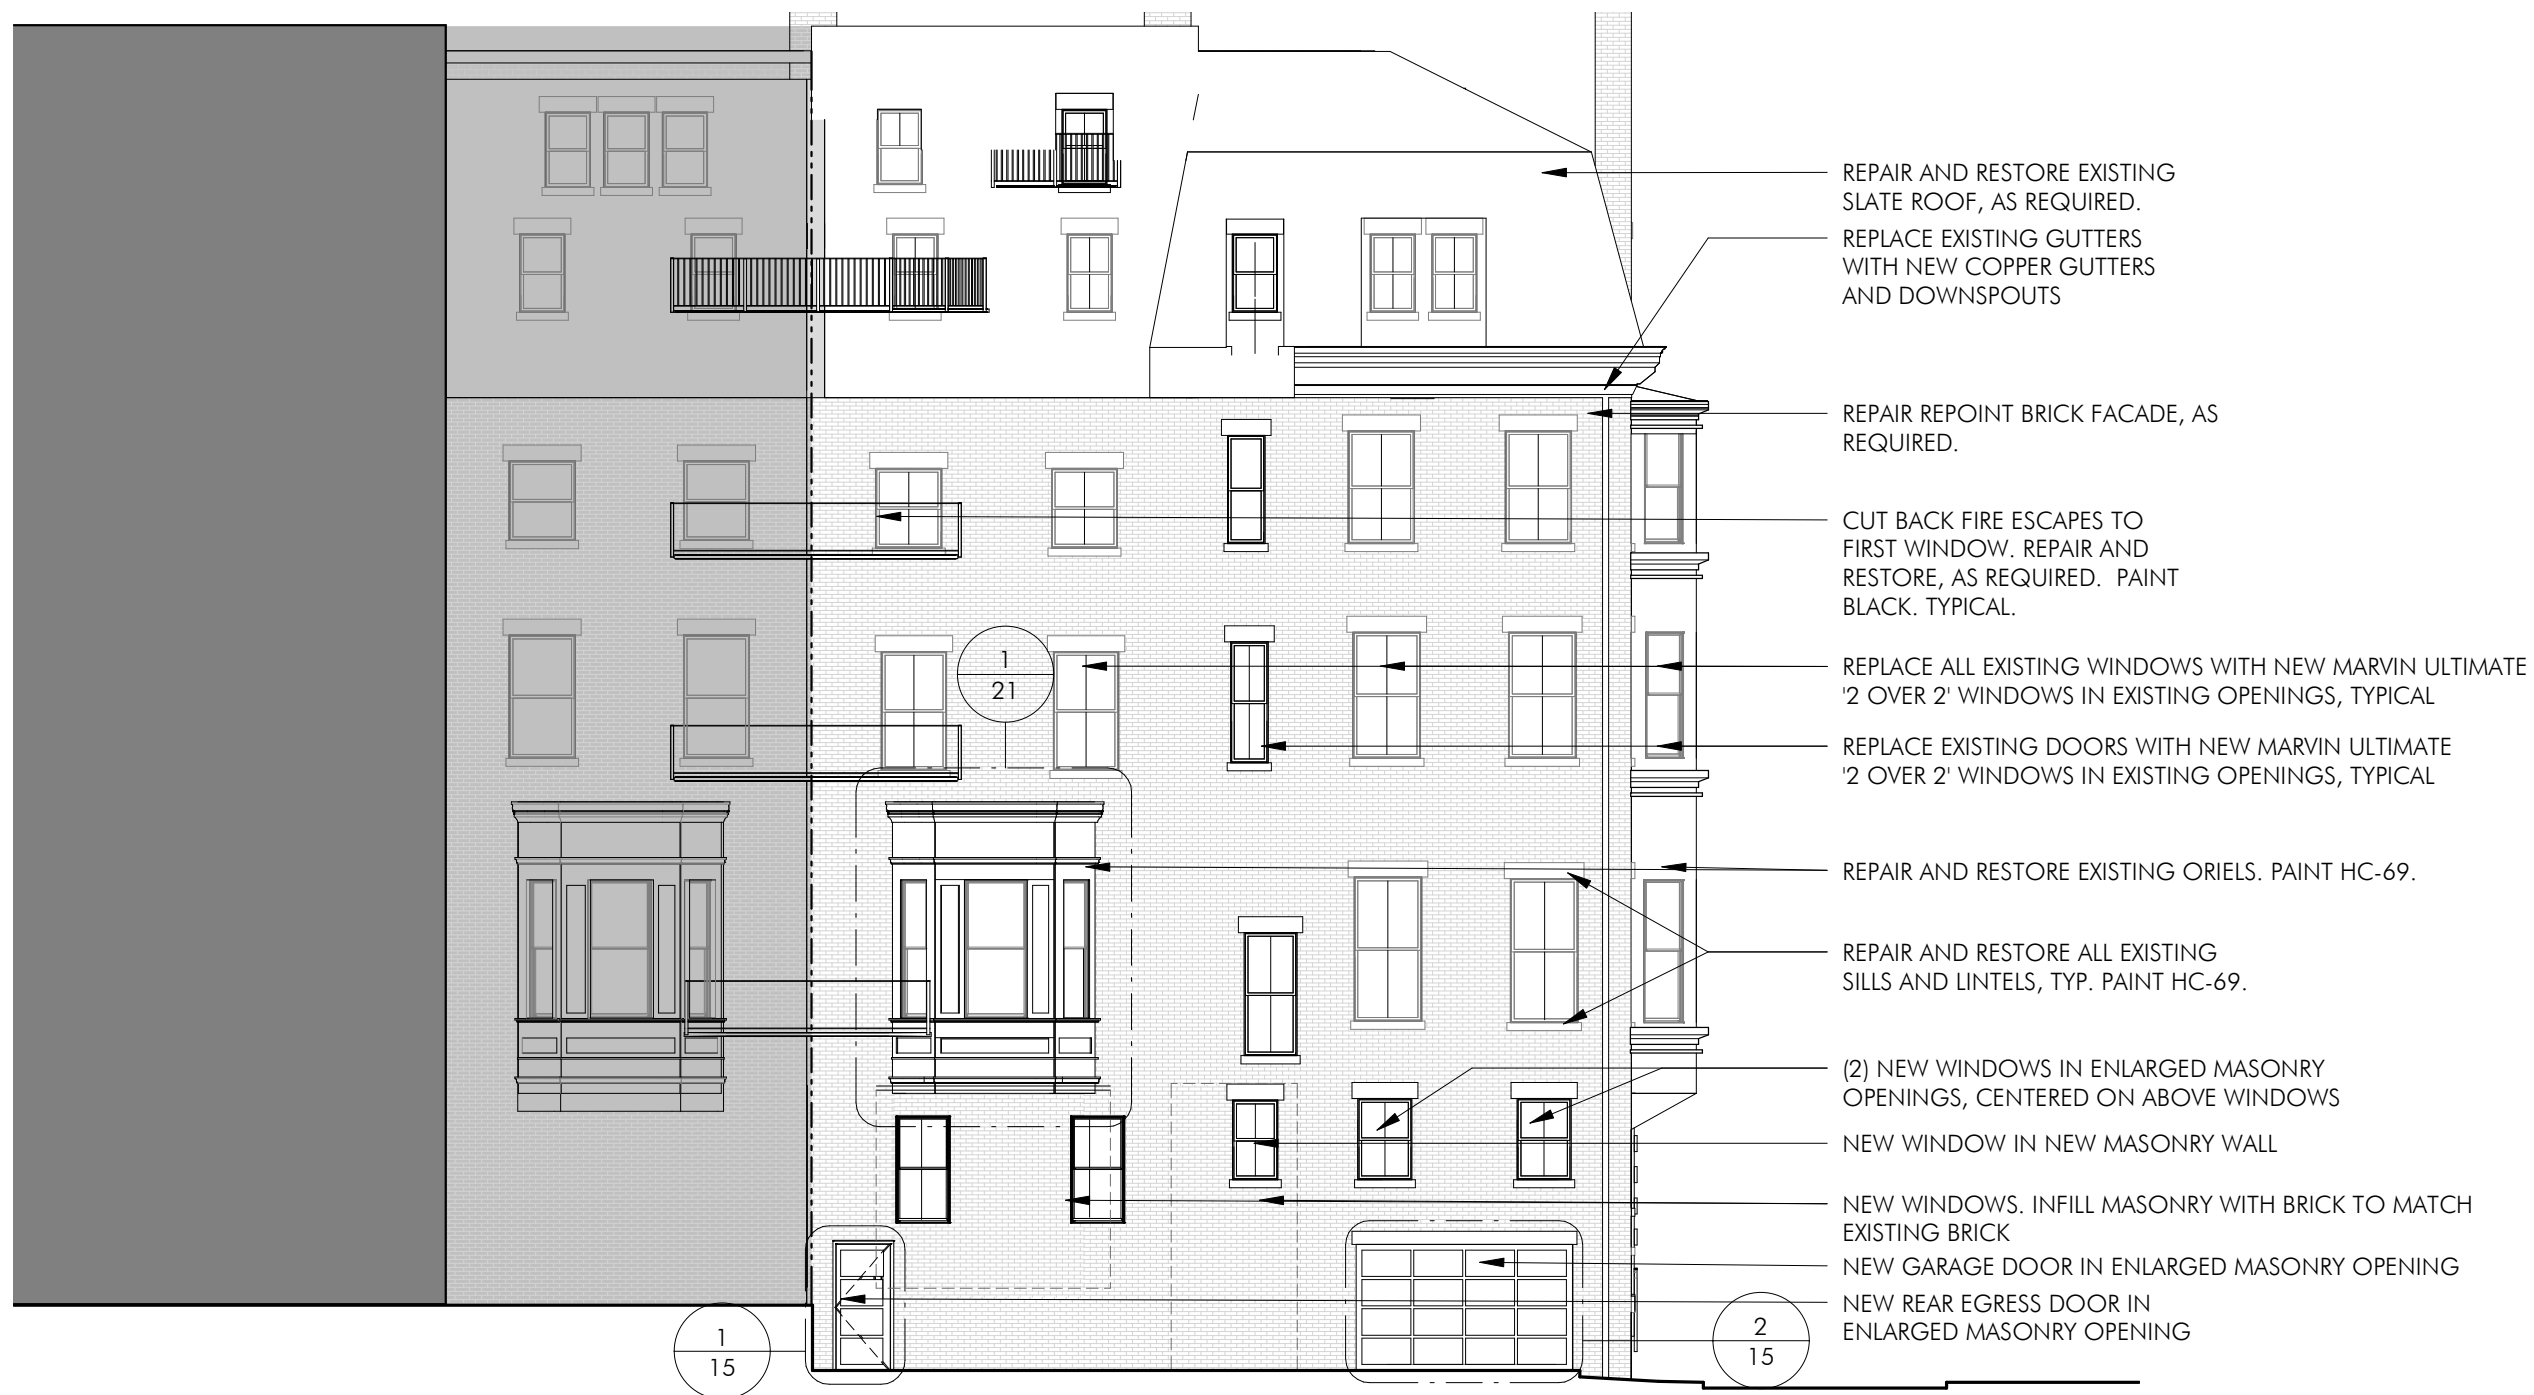 REPAIR AND RESTORE EXISTING
SLATE ROOF, AS REQUIRED.
REPLACE EXISTING GUTTERS
WITH NEW COPPER GUTTERS
AND DOWNSPOUTS
REPAIR REPOINT BRICK FACADE, AS
REQUIRED.
CUT BACK FIRE ESCAPES TO
FIRST WINDOW. REPAIR AND
RESTORE, AS REQUIRED. PAINT
BLACK. TYPICAL.
1
21
REPLACE ALL EXISTING WINDOWS WITH NEW MARVIN ULTIMATE
'2 OVER 2' WINDOWS IN EXISTING OPENINGS, TYPICAL
REPLACE EXISTING DOORS WITH NEW MARVIN ULTIMATE
'2 OVER 2' WINDOWS IN EXISTING OPENINGS, TYPICAL
REPAIR AND RESTORE EXISTING ORIELS. PAINT HC-69.
REPAIR AND RESTORE ALL EXISTING
SILLS AND LINTELS, TYP. PAINT HC-69.
(2) NEW WINDOWS IN ENLARGED MASONRY
OPENINGS, CENTERED ON ABOVE WINDOWS
NEW WINDOW IN NEW MASONRY WALL
NEW WINDOWS. INFILL MASONRY WITH BRICK TO MATCH
EXISTING BRICK
NEW GARAGE DOOR IN ENLARGED MASONRY OPENING
NEW REAR EGRESS DOOR IN
ENLARGED MASONRY OPENING
1
15
2
15